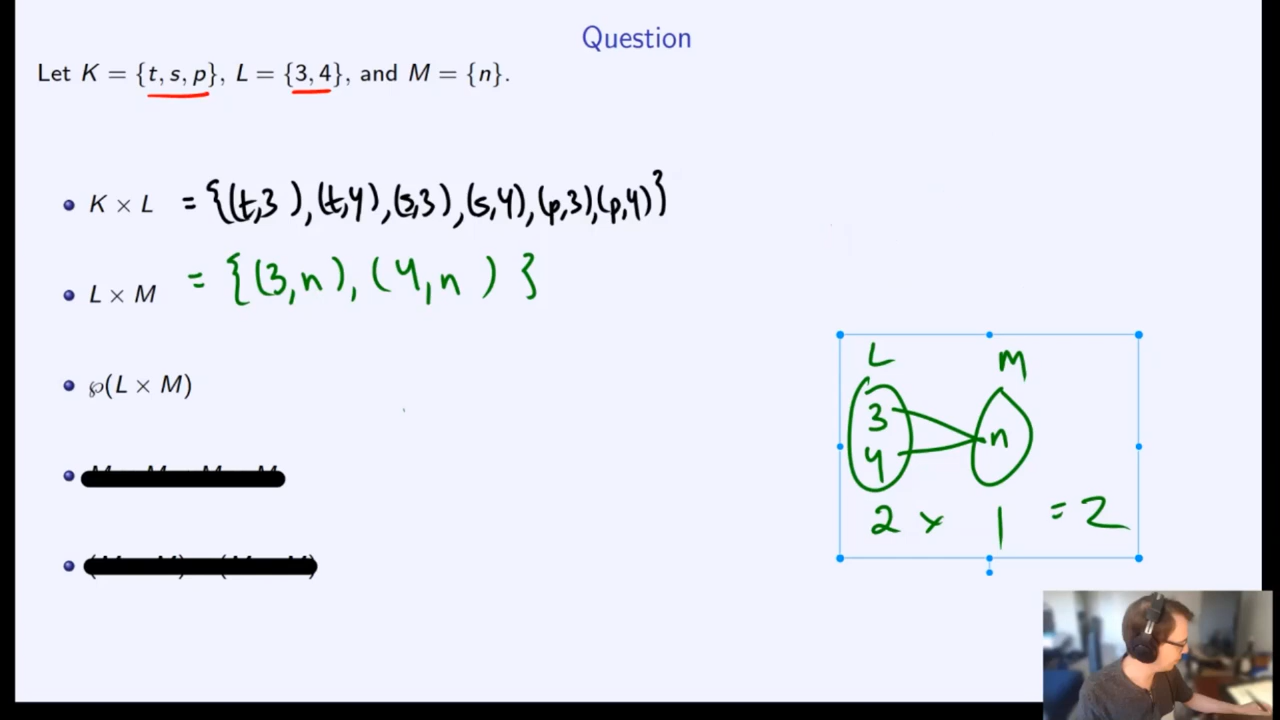 Question
Let K = {t, s, p}, L = {3, 4}, and M = {n}.
• K × L = {(t,3), (t,4), (s,3), (s,4), (p,3), (p,4)}
• L × M = {(3,n), (4,n)}
• ℘(L × M)
L M
3
n
4
2 × 1 = 2